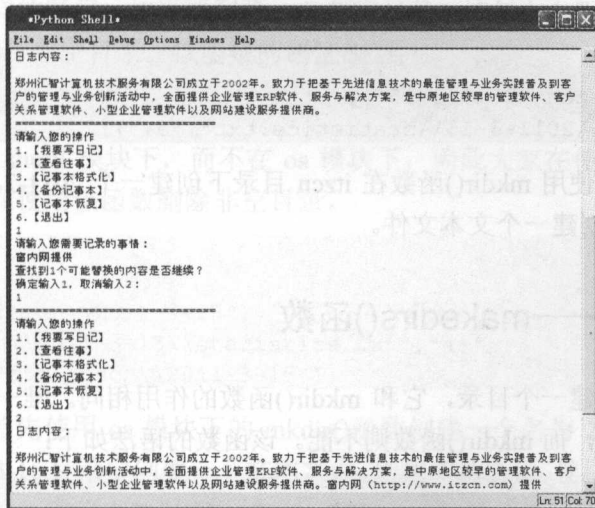 *Python Shell*
File Edit Shell Debug Options Windows Help
日志内容：
郑州汇智计算机技术服务有限公司成立于2002年。致力于把基于先进信息技术的最佳管理与业务实践普及到客
户的管理与业务创新活动中，全面提供企业管理ERP软件、服务与解决方案，是中原地区较早的管理软件、客户
关系管理软件、小型企业管理软件以及网站建设服务提供商。
==============================
请输入您的操作
1.【我要写日记】
2.【查看往事】
3.【记事本格式化】
4.【备份记事本】
5.【记事本恢复】
6.【退出】
1
请输入您需要记录的事情：
窗内网提供
查找到1个可能替换的内容是否继续？
确定输入1，取消输入2：
1
==============================
请输入您的操作
1.【我要写日记】
2.【查看往事】
3.【记事本格式化】
4.【备份记事本】
5.【记事本恢复】
6.【退出】
2
日志内容：
郑州汇智计算机技术服务有限公司成立于2002年。致力于把基于先进信息技术的最佳管理与业务实践普及到客
户的管理与业务创新活动中，全面提供企业管理ERP软件、服务与解决方案，是中原地区较早的管理软件、客户
关系管理软件、小型企业管理软件以及网站建设服务提供商。窗内网（http://www.itzcn.com）提供
Ln: 51 Col: 70